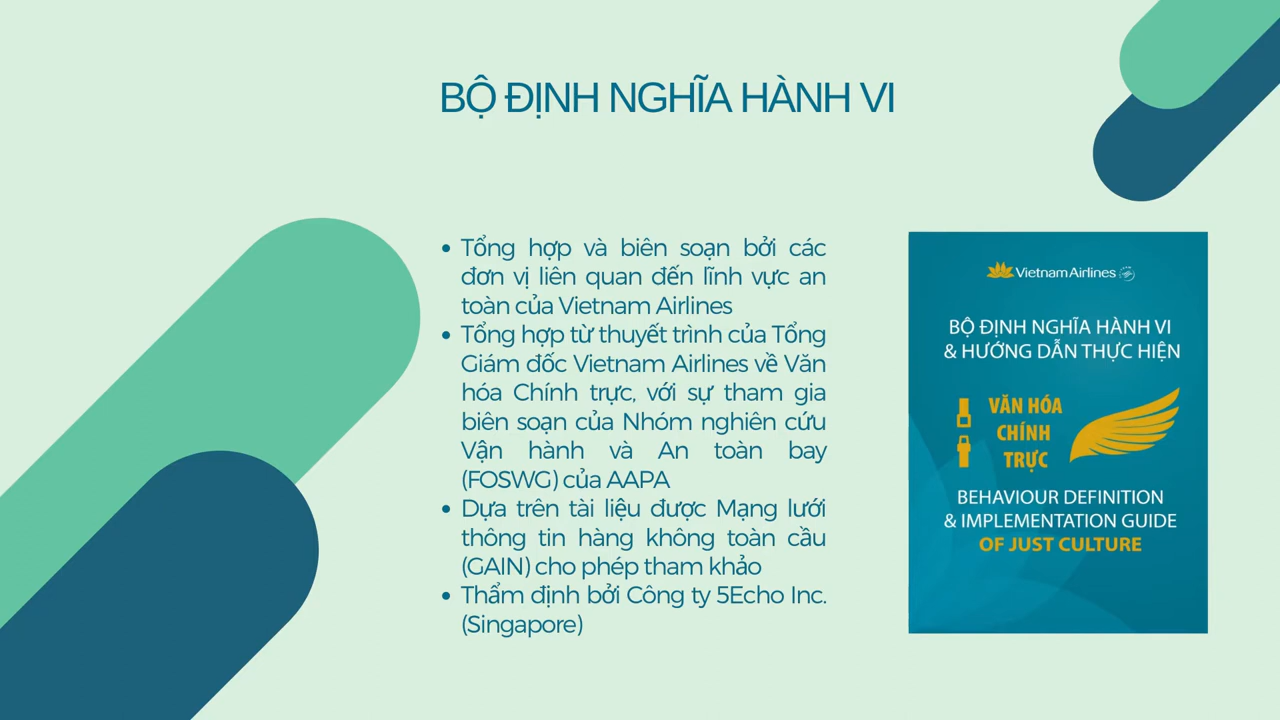 BỘ ĐỊNH NGHĨA HÀNH VI
• Tổng hợp và biên soạn bởi các
đơn vị liên quan đến lĩnh vực an
toàn của Vietnam Airlines
• Tổng hợp từ thuyết trình của Tổng
Giám đốc Vietnam Airlines về Văn
hóa Chính trực, với sự tham gia
biên soạn của Nhóm nghiên cứu
Vận hành và An toàn bay
(FOSWG) của AAPA
• Dựa trên tài liệu được Mạng lưới
thông tin hàng không toàn cầu
(GAIN) cho phép tham khảo
• Thẩm định bởi Công ty 5Echo Inc.
(Singapore)
Vietnam Airlines
BỘ ĐỊNH NGHĨA HÀNH VI
& HƯỚNG DẪN THỰC HIỆN
VĂN HÓA
CHÍNH
TRỰC
BEHAVIOUR DEFINITION
& IMPLEMENTATION GUIDE
OF JUST CULTURE